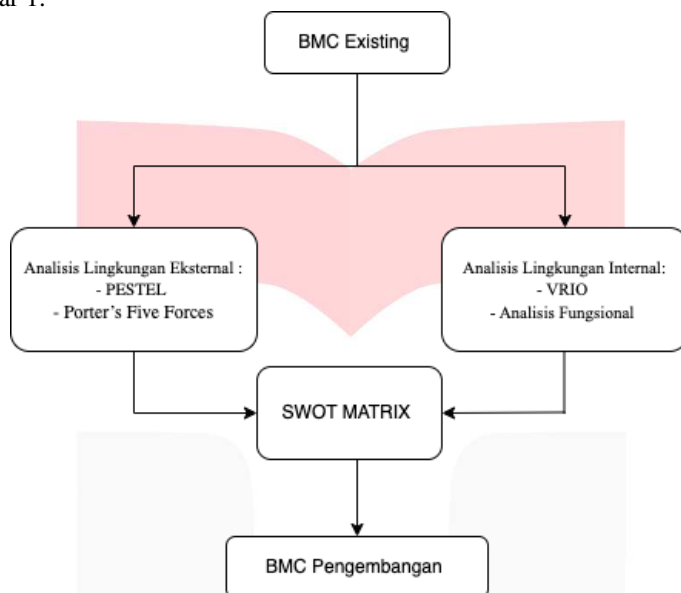 BMC Existing
Analisis Lingkungan Eksternal :
- PESTEL
- Porter's Five Forces
Analisis Lingkungan Internal:
- VRIO
- Analisis Fungsional
SWOT MATRIX
BMC Pengembangan